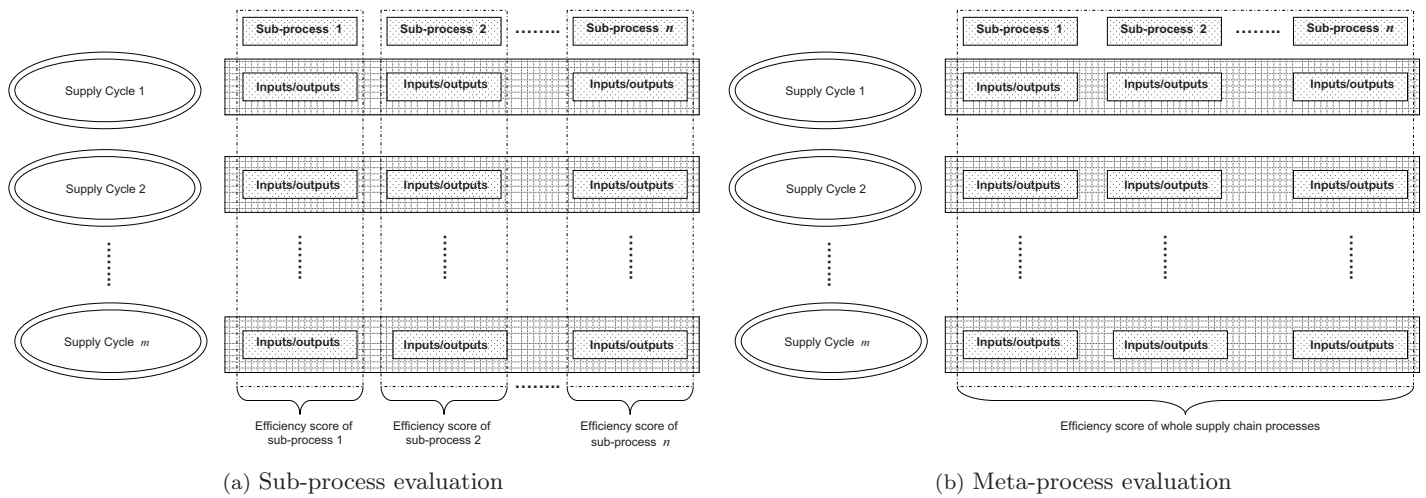 Sub-process 1
Sub-process 2
........
Sub-process n
Supply Cycle 1
Inputs/outputs
Inputs/outputs
Inputs/outputs
Supply Cycle 2
Inputs/outputs
Inputs/outputs
Inputs/outputs
Supply Cycle m
Inputs/outputs
Inputs/outputs
Inputs/outputs
........
Efficiency score of
sub-process 1
Efficiency score of
sub-process 2
Efficiency score of
sub-process n
(a) Sub-process evaluation
Sub-process 1
Sub-process 2
........
Sub-process n
Supply Cycle 1
Inputs/outputs
Inputs/outputs
Inputs/outputs
Supply Cycle 2
Inputs/outputs
Inputs/outputs
Inputs/outputs
Supply Cycle m
Inputs/outputs
Inputs/outputs
Inputs/outputs
Efficiency score of whole supply chain processes
(b) Meta-process evaluation